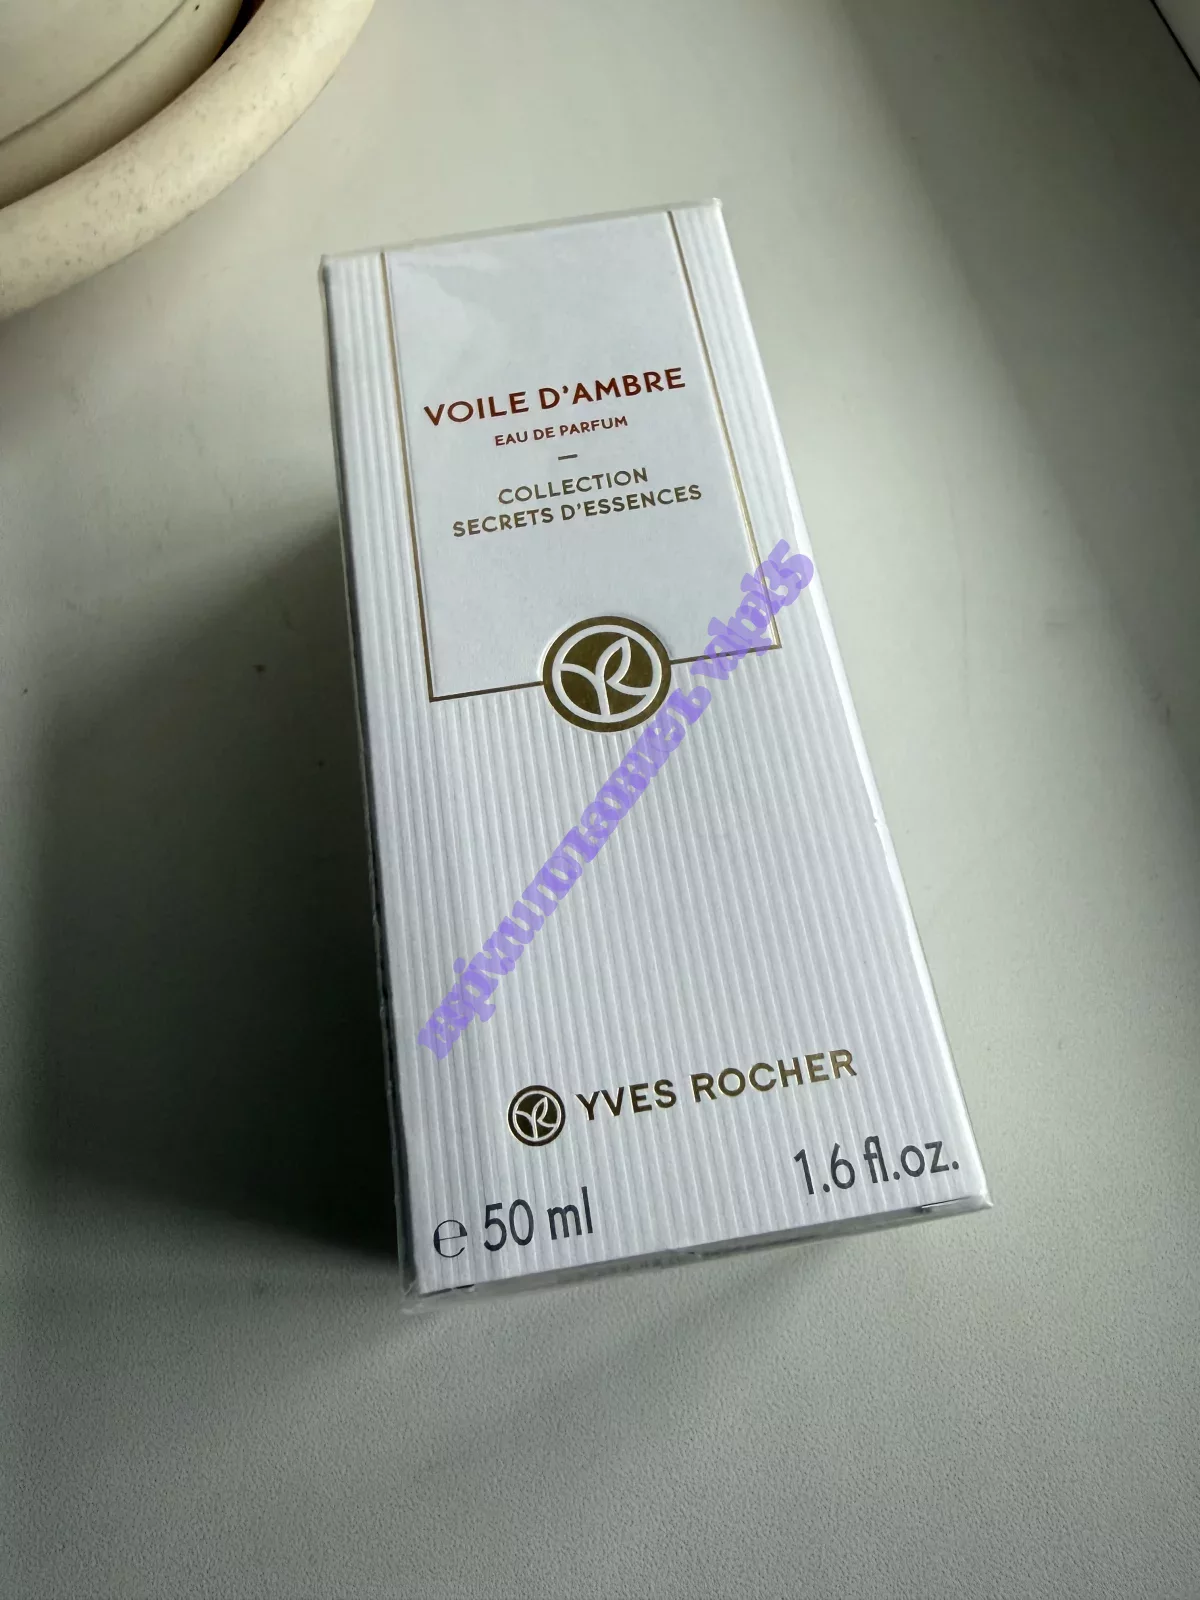 VOILE D'AMBRE
EAU DE PARFUM
COLLECTION
SECRETS D'ESSENCES
YVES ROCHER
e 50 ml
1.6 fl.oz.